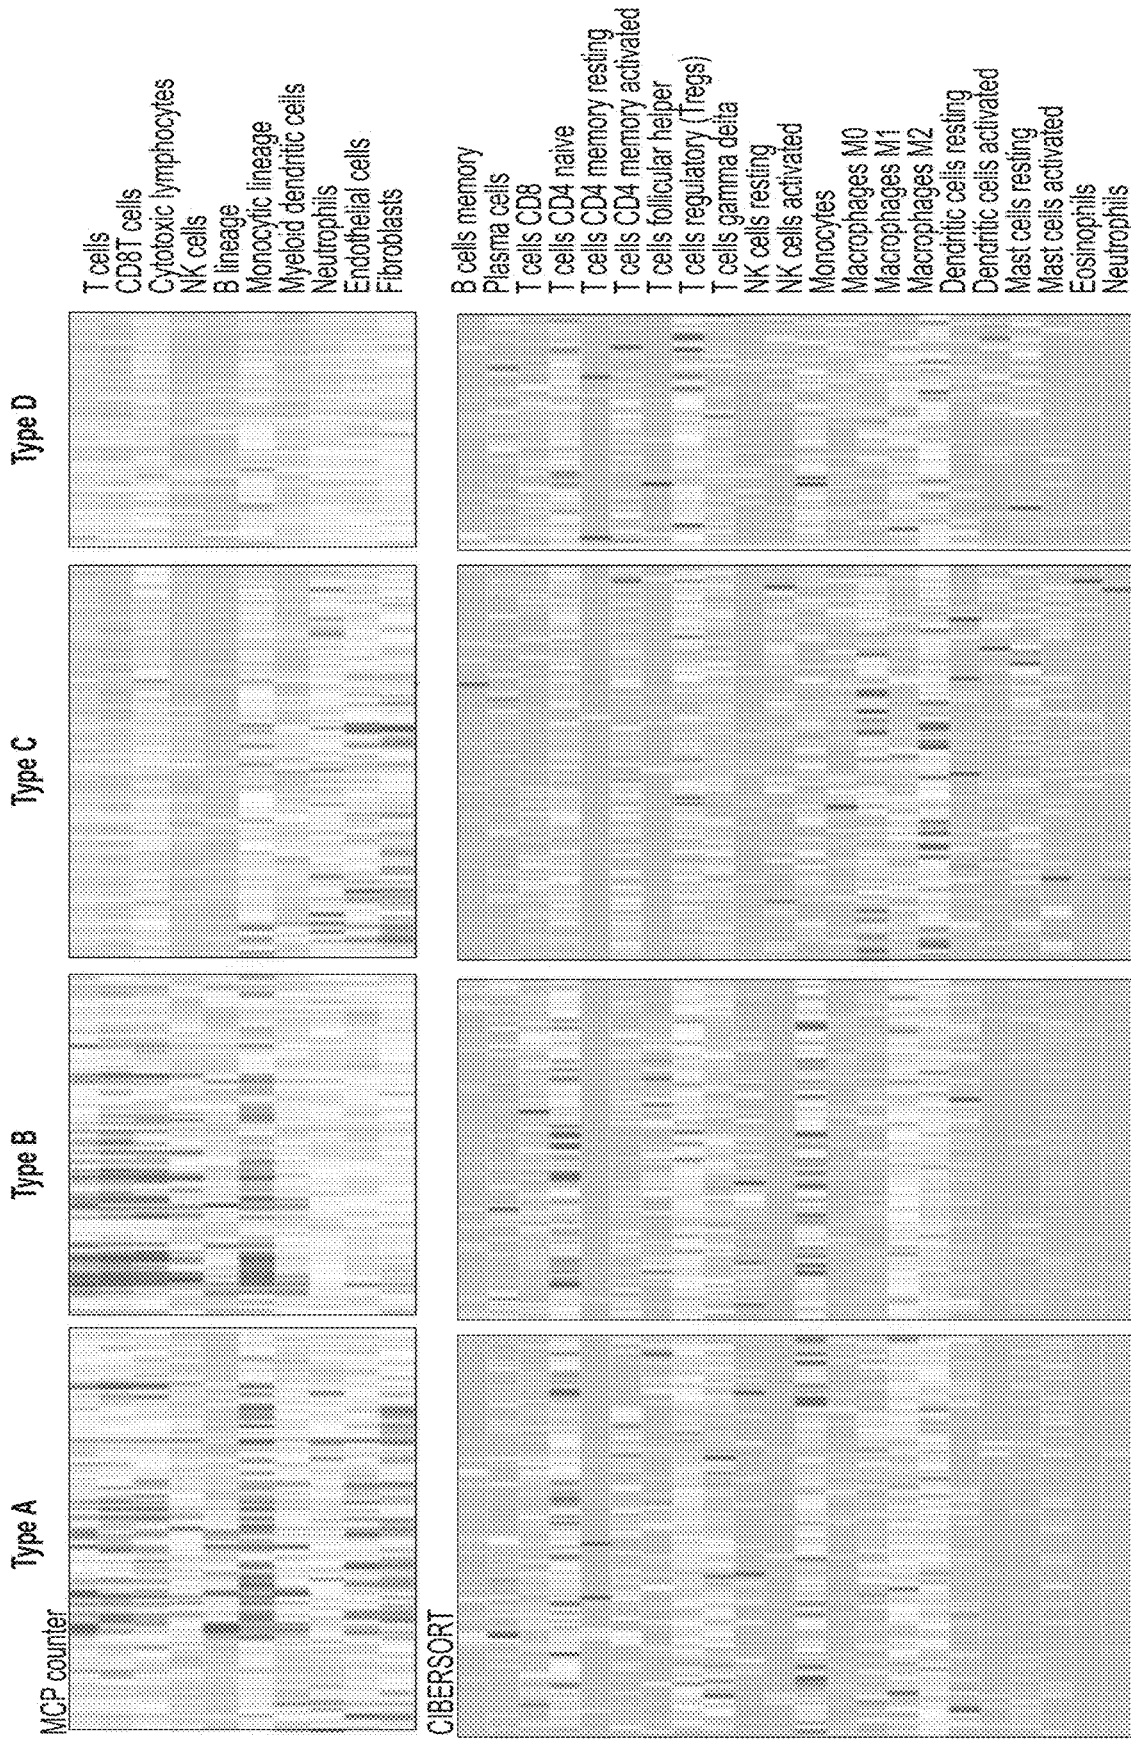 Type A
Type B
Type C
Type D
MCP counter
T cells
CD8T cells
Cytotoxic lymphocytes
NK cells
B lineage
Monocytic lineage
Myeloid dendritic cells
Neutrophils
Endothelial cells
Fibroblasts
CIBERSORT
B cells memory
Plasma cells
T cells CD8
T cells CD4 naive
T cells CD4 memory resting
T cells CD4 memory activated
T cells follicular helper
T cells regulatory (Tregs)
T cells gamma delta
NK cells resting
NK cells activated
Monocytes
Macrophages M0
Macrophages M1
Macrophages M2
Dendritic cells resting
Dendritic cells activated
Mast cells resting
Mast cells activated
Eosinophils
Neutrophils